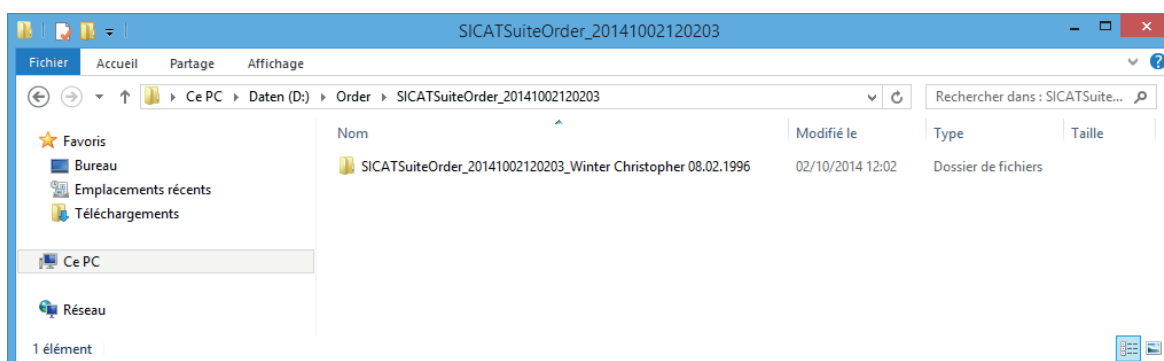 SICATSuiteOrder_20141002120203
Fichier Accueil Partage Affichage
Ce PC Daten (D:) Order SICATSuiteOrder_20141002120203 Rechercher dans : SICATSuite...
Nom Modifié le Type Taille
SICATSuiteOrder_20141002120203_Winter Christopher 08.02.1996 02/10/2014 12:02 Dossier de fichiers
Favoris
Bureau
Emplacements récents
Téléchargements
Ce PC
Réseau
1 élément